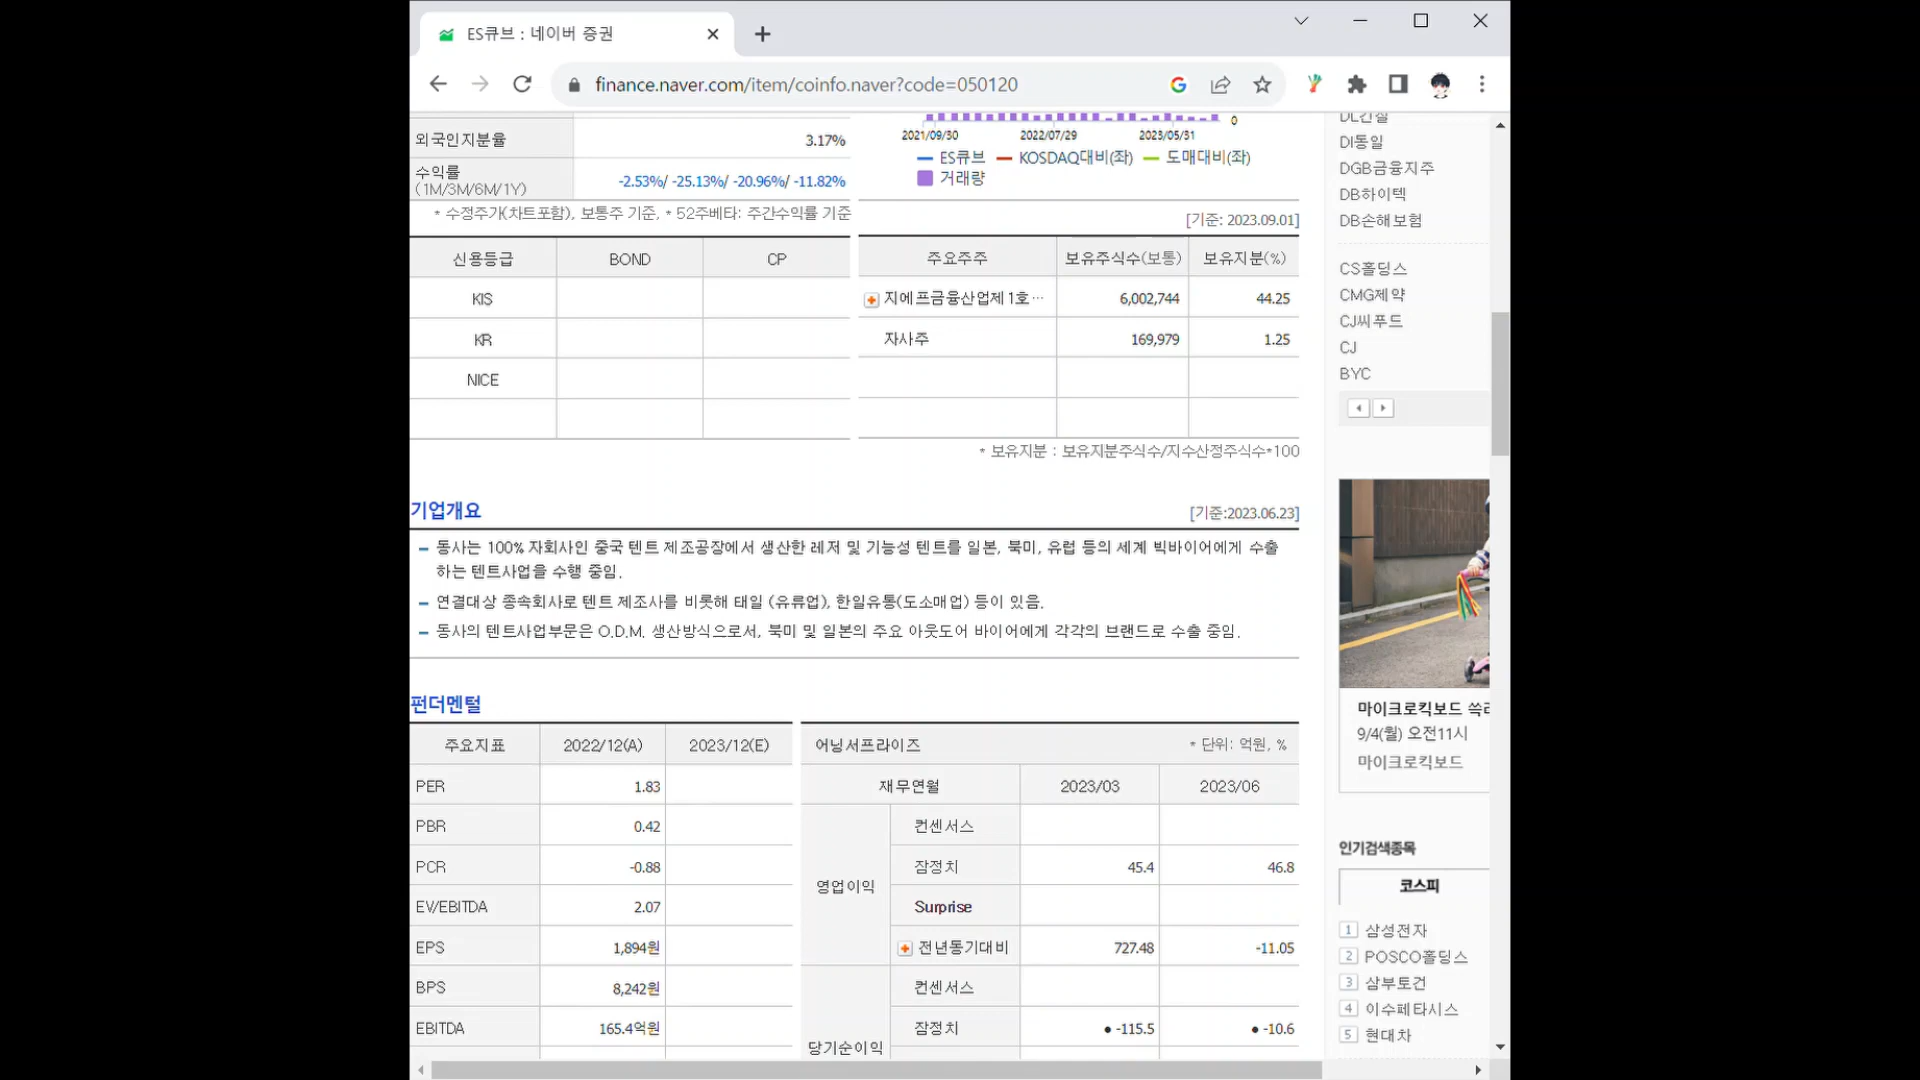 ES큐브 : 네이버 증권
finance.naver.com/item/coinfo.naver?code=050120
외국인지분율 3.17%
수익률
(1M/3M/6M/1Y)
-2.53%/ -25.13%/ -20.96%/ -11.82%
* 수정주가(차트포함), 보통주 기준, * 52주베타: 주간수익률 기준
0
2021/09/30 2022/07/29 2023/05/31
ES큐브 KOSDAQ대비(좌) 도매대비(좌)
거래량
[기준: 2023.09.01]
신용등급 BOND CP
KIS
KR
NICE
주요주주 보유주식수(보통) 보유지분(%)
지에프금융산업제1호… 6,002,744 44.25
자사주 169,979 1.25
* 보유지분 : 보유지분주식수/지수산정주식수*100
기업개요
[기준:2023.06.23]
동사는 100% 자회사인 중국 텐트 제조공장에서 생산한 레저 및 기능성 텐트를 일본, 북미, 유럽 등의 세계 빅바이어에게 수출
하는 텐트사업을 수행 중임.
연결대상 종속회사로 텐트 제조사를 비롯해 태일 (유류업), 한일유통(도소매업) 등이 있음.
동사의 텐트사업부문은 O.D.M. 생산방식으로서, 북미 및 일본의 주요 아웃도어 바이어에게 각각의 브랜드로 수출 중임.
펀더멘털
주요지표 2022/12(A) 2023/12(E)
PER 1.83
PBR 0.42
PCR -0.88
EV/EBITDA 2.07
EPS 1,894원
BPS 8,242원
EBITDA 165.4억원
어닝서프라이즈 * 단위: 억원, %
재무연월 2023/03 2023/06
영업이익
컨센서스
잠정치 45.4 46.8
Surprise
전년동기대비 727.48 -11.05
당기순이익
컨센서스
잠정치 ● -115.5 ● -10.6
DL건설
DI동일
DGB금융지주
DB하이텍
DB손해보험
CS홀딩스
CMG제약
CJ씨푸드
CJ
BYC
마이크로킥보드
9/4(월) 오전11시
마이크로킥보드
인기검색종목
코스피
1 삼성전자
2 POSCO홀딩스
3 삼부토건
4 이수페타시스
5 현대차